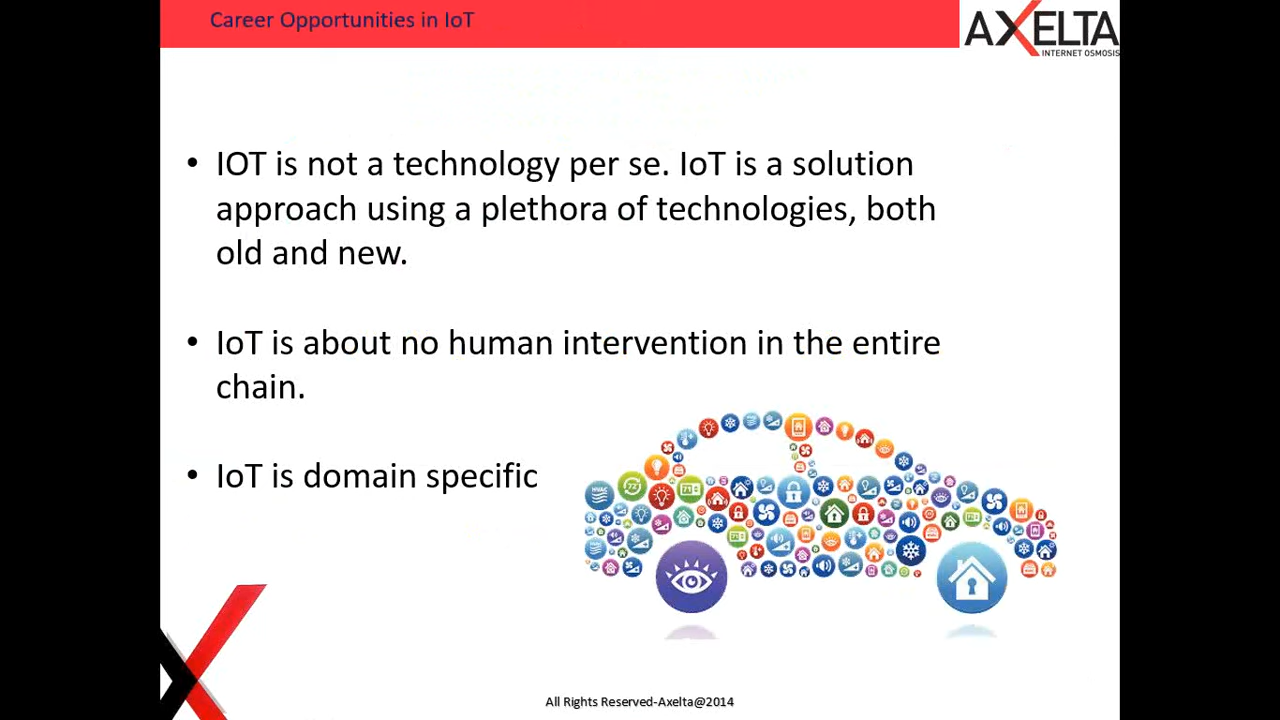 Career Opportunities in IoT
AXELTA
INTERNET OSMOSIS
• IOT is not a technology per se. IoT is a solution
approach using a plethora of technologies, both
old and new.
• IoT is about no human intervention in the entire
chain.
• IoT is domain specific
HVAC
72
All Rights Reserved-Axelta@2014